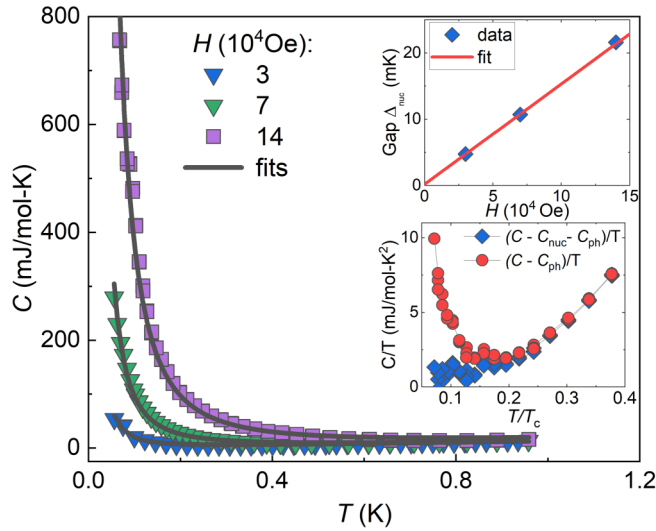 H (10⁴Oe):
3
7
14
fits
C (mJ/mol-K)
800
600
400
200
0
0.0 0.4 0.8 1.2
T (K)
data
fit
Gap Δnuc (mK)
20
10
0
0 5 10 15
H (10⁴ Oe)
(C - Cnuc- Cph)/T
(C - Cph)/T
C/T (mJ/mol-K²)
10
5
0
0.1 0.2 0.3 0.4
T/Tc